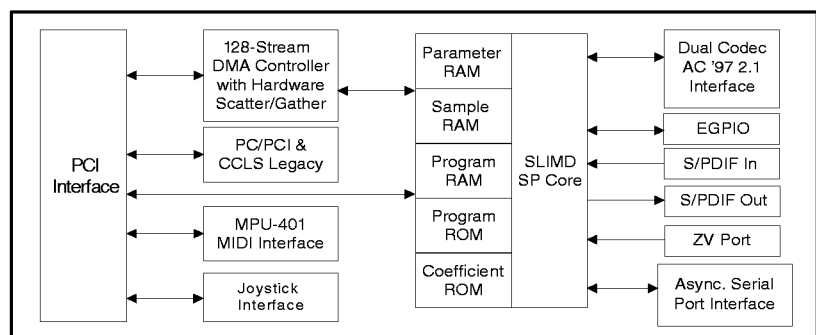 PCI
Interface
128-Stream
DMA Controller
with Hardware
Scatter/Gather
PC/PCI &
CCLS Legacy
MPU-401
MIDI Interface
Joystick
Interface
Parameter
RAM
Sample
RAM
Program
RAM
Program
ROM
Coefficient
ROM
SLIMD
SP Core
Dual Codec
AC '97 2.1
Interface
EGPIO
S/PDIF In
S/PDIF Out
ZV Port
Async. Serial
Port Interface